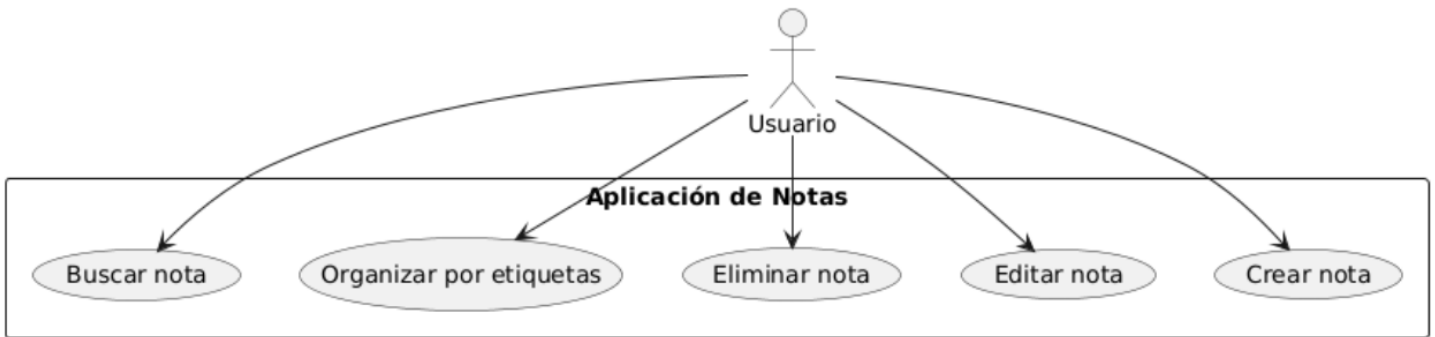 Usuario
Aplicación de Notas
Buscar nota
Organizar por etiquetas
Eliminar nota
Editar nota
Crear nota